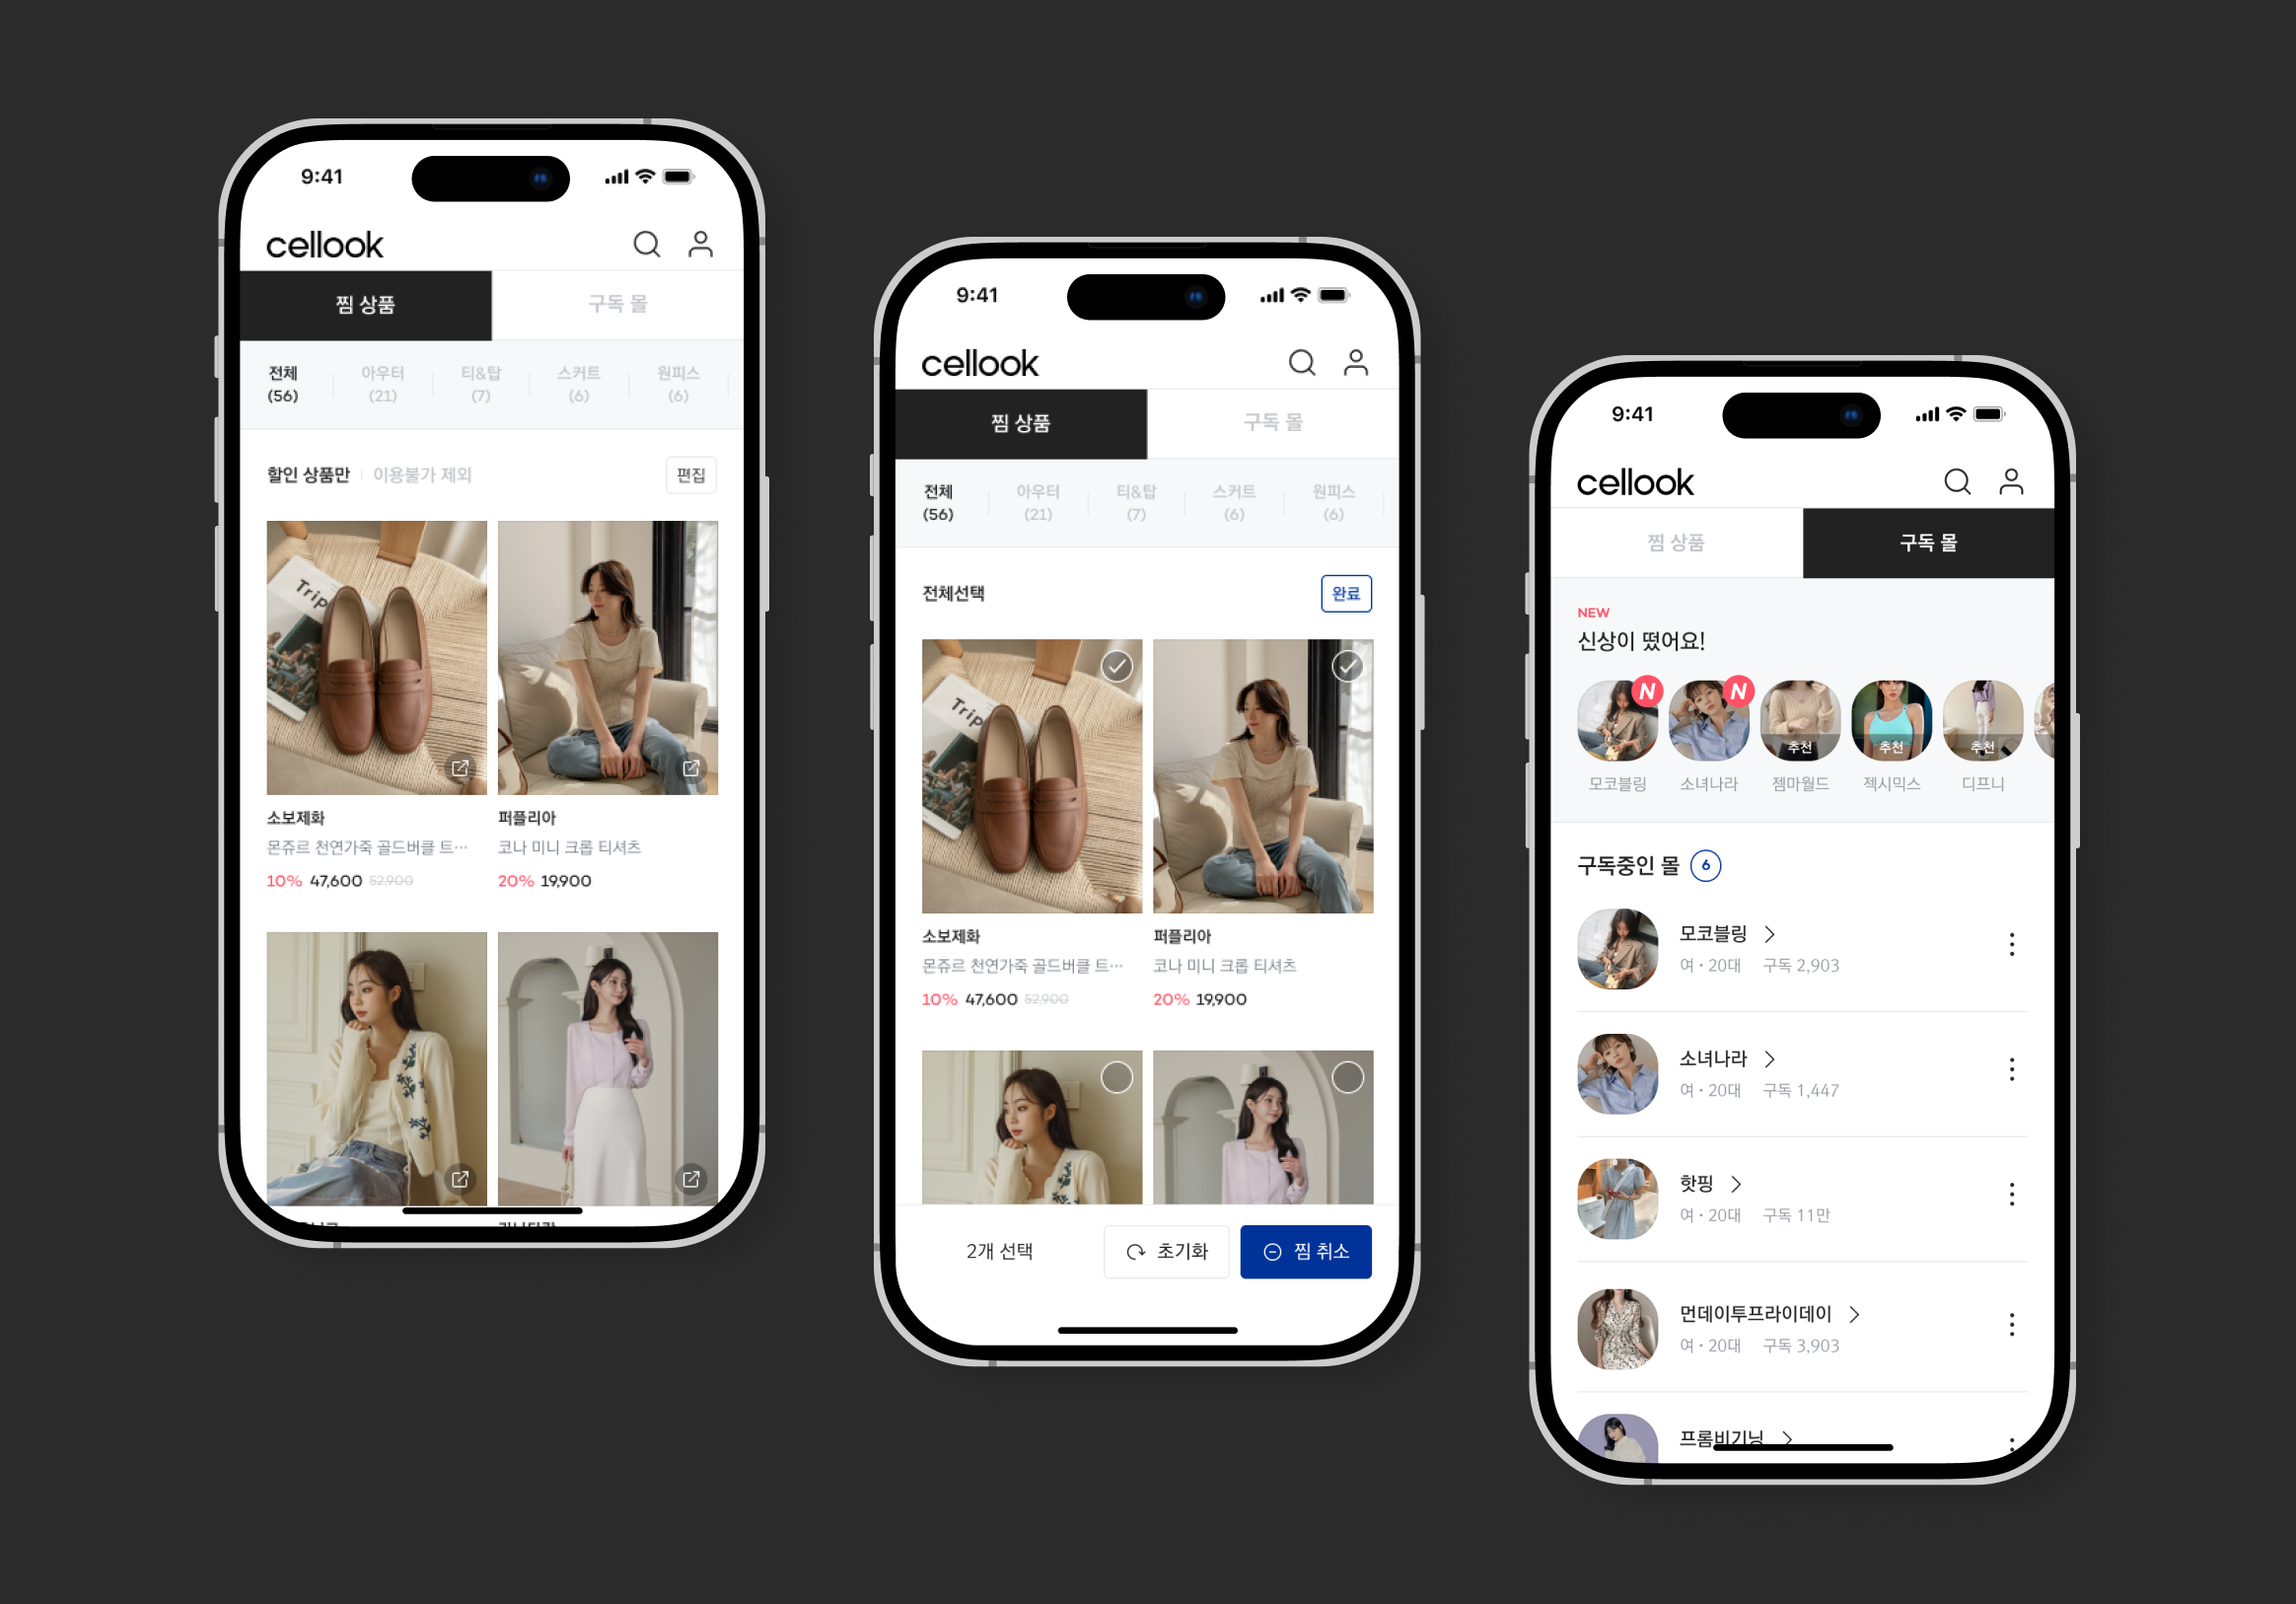 9:41
cellook
찜 상품
구독 몰
전체
(56)
아우터
(21)
티&탑
(7)
스커트
(6)
원피스
(6)
할인 상품만
이용불가 제외
편집
Trip
소보제화
몬쥬르 천연가죽 골드버클 트…
10% 47,600 52,900
퍼플리아
코나 미니 크롭 티셔츠
20% 19,900
9:41
cellook
찜 상품
구독 몰
전체
(56)
아우터
(21)
티&탑
(7)
스커트
(6)
원피스
(6)
전체선택
완료
Trip
소보제화
몬쥬르 천연가죽 골드버클 트…
10% 47,600 52,900
퍼플리아
코나 미니 크롭 티셔츠
20% 19,900
2개 선택
초기화
찜 취소
9:41
cellook
찜 상품
구독 몰
NEW
신상이 떴어요!
N
N
추천
추천
추천
모코블링
소녀나라
젬마월드
젝시믹스
디프니
구독중인 몰 6
모코블링
여 • 20대 구독 2,903
소녀나라
여 • 20대 구독 1,447
핫핑
여 • 20대 구독 11만
먼데이투프라이데이
여 • 20대 구독 3,903
프롬비기닝